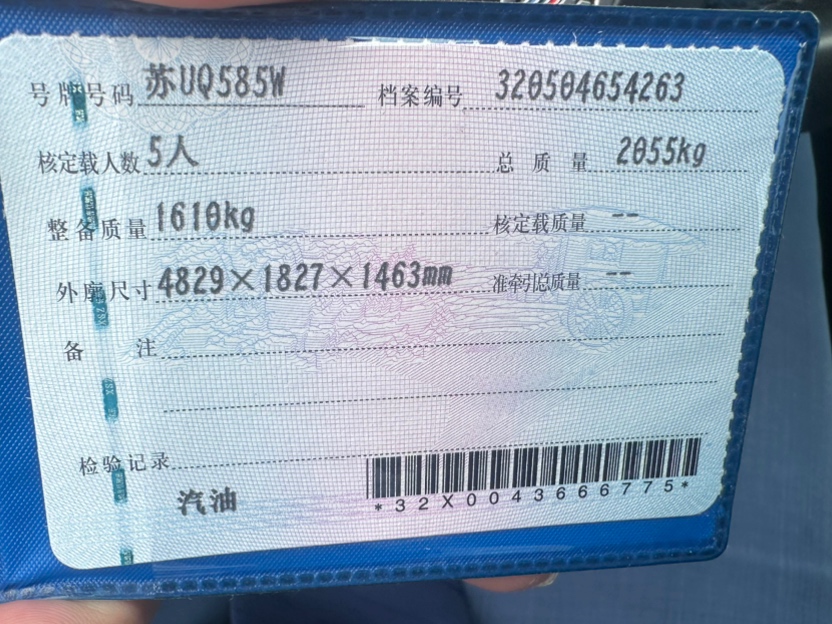 号牌号码 苏UQ585W 档案编号 320504654263
核定载人数 5人 总质量 2055kg
整备质量 1610kg 核定载质量 --
外廓尺寸 4829×1827×1463mm 准牵引总质量 --
备注
检验记录
汽油
*32X0043666775*